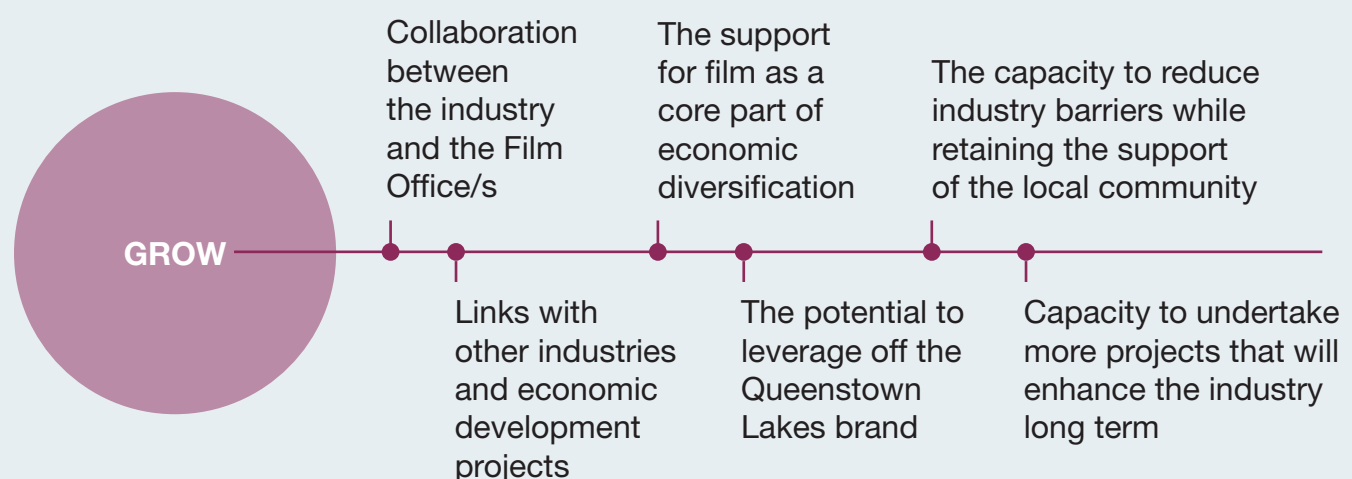 GROW
Collaboration
between
the industry
and the Film
Office/s
Links with
other industries
and economic
development
projects
The support
for film as a
core part of
economic
diversification
The potential to
leverage off the
Queenstown
Lakes brand
The capacity to reduce
industry barriers while
retaining the support
of the local community
Capacity to undertake
more projects that will
enhance the industry
long term